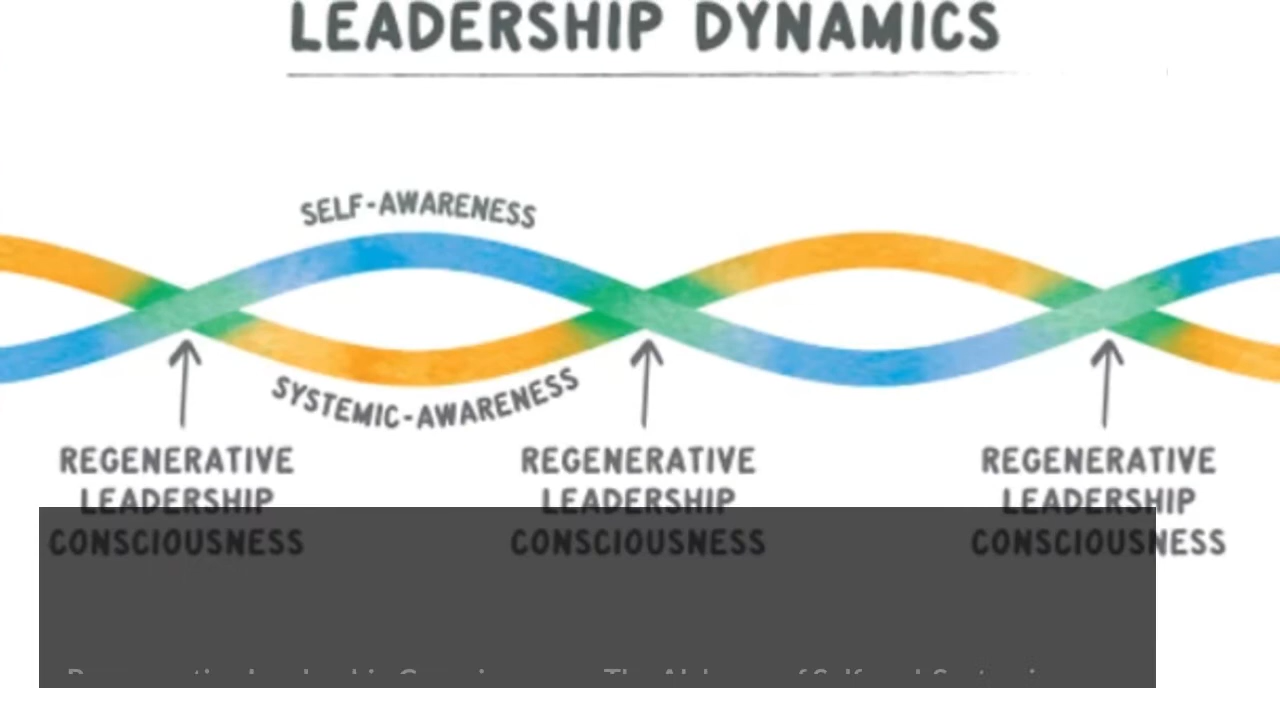 LEADERSHIP DYNAMICS
SELF-AWARENESS
SYSTEMIC-AWARENESS
REGENERATIVE
LEADERSHIP
CONSCIOUSNESS
REGENERATIVE
LEADERSHIP
CONSCIOUSNESS
REGENERATIVE
LEADERSHIP
CONSCIOUSNESS